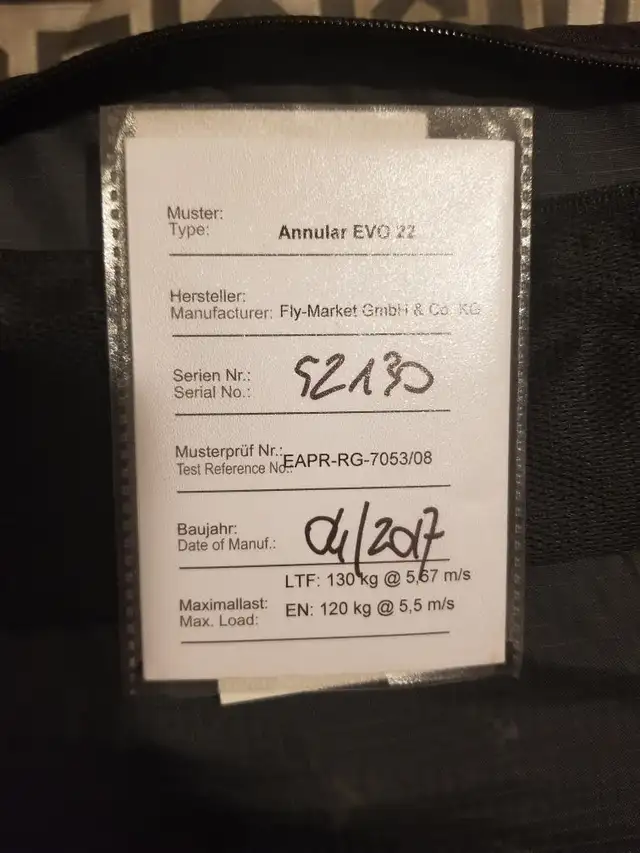 Muster:
Type: Annular EVO 22
Hersteller:
Manufacturer: Fly-Market GmbH & Co. KG
Serien Nr.:
Serial No.: 52130
Musterprüf Nr.:
Test Reference No.: EAPR-RG-7053/08
Baujahr:
Date of Manuf.: 04/2017
LTF: 130 kg @ 5,67 m/s
Maximallast:
Max. Load: EN: 120 kg @ 5,5 m/s